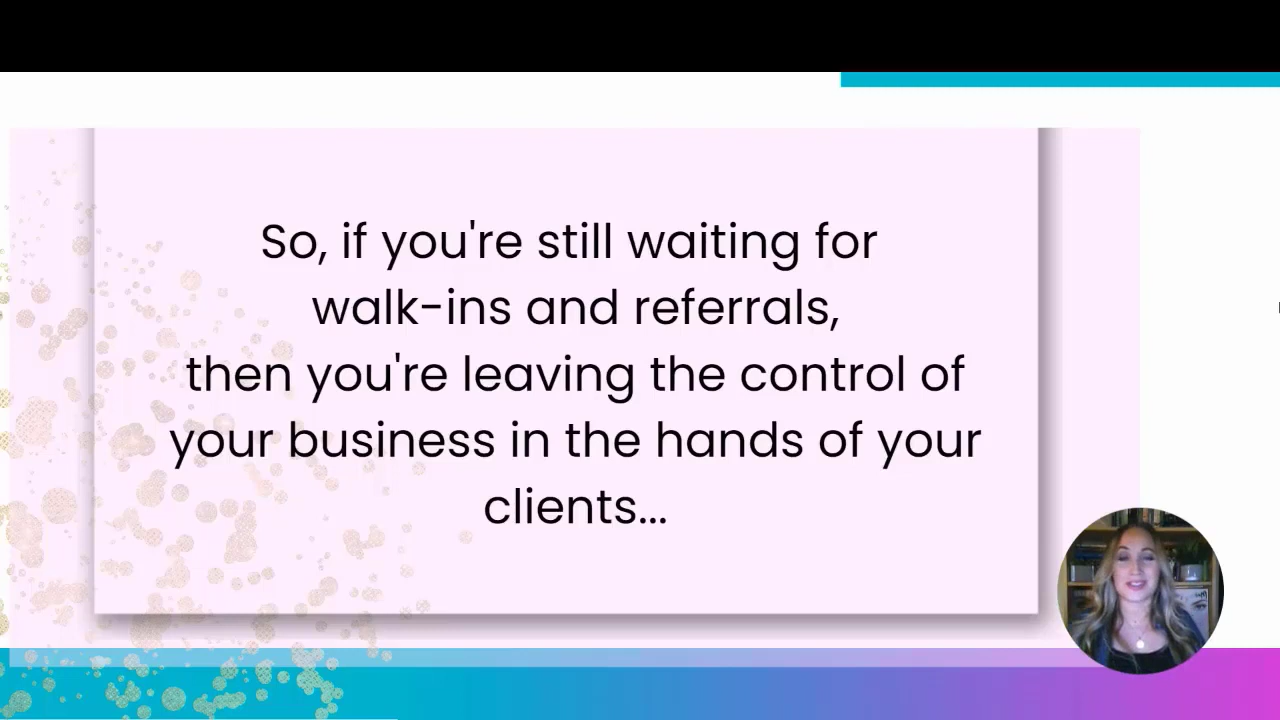 So, if you're still waiting for
walk-ins and referrals,
then you're leaving the control of
your business in the hands of your
clients...